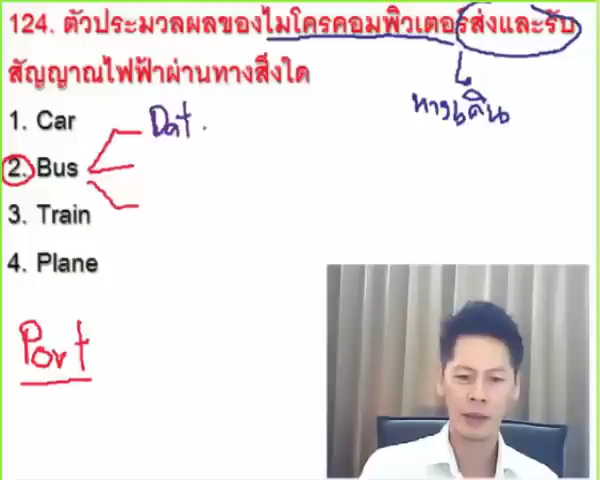 124. ตัวประมวลผลของไมโครคอมพิวเตอร์ส่งและรับ
สัญญาณไฟฟ้าผ่านทางสิ่งใด
ทางเดิน
1. Car
Dat.
2. Bus
3. Train
4. Plane
Port